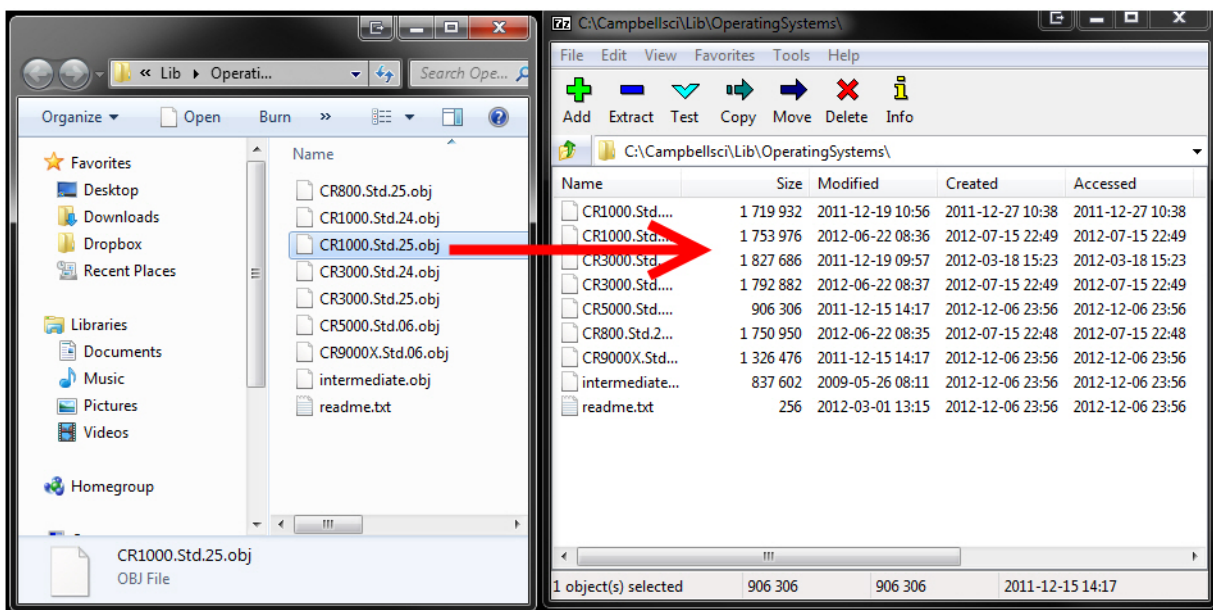 « Lib ▸ Operati...
Search Ope...
Organize ▾ Open Burn »
Favorites
Desktop
Downloads
Dropbox
Recent Places
Libraries
Documents
Music
Pictures
Videos
Homegroup
Name
CR800.Std.25.obj
CR1000.Std.24.obj
CR1000.Std.25.obj
CR3000.Std.24.obj
CR3000.Std.25.obj
CR5000.Std.06.obj
CR9000X.Std.06.obj
intermediate.obj
readme.txt
CR1000.Std.25.obj
OBJ File
7z C:\Campbellsci\Lib\OperatingSystems\
File Edit View Favorites Tools Help
Add Extract Test Copy Move Delete Info
C:\Campbellsci\Lib\OperatingSystems\
Name Size Modified Created Accessed
CR1000.Std.... 1 719 932 2011-12-19 10:56 2011-12-27 10:38 2011-12-27 10:38
CR1000.Std.... 1 753 976 2012-06-22 08:36 2012-07-15 22:49 2012-07-15 22:49
CR3000.Std.... 1 827 686 2011-12-19 09:57 2012-03-18 15:23 2012-03-18 15:23
CR3000.Std.... 1 792 882 2012-06-22 08:37 2012-07-15 22:49 2012-07-15 22:49
CR5000.Std.... 906 306 2011-12-15 14:17 2012-12-06 23:56 2012-12-06 23:56
CR800.Std.2... 1 750 950 2012-06-22 08:35 2012-07-15 22:48 2012-07-15 22:48
CR9000X.Std... 1 326 476 2011-12-15 14:17 2012-12-06 23:56 2012-12-06 23:56
intermediate... 837 602 2009-05-26 08:11 2012-12-06 23:56 2012-12-06 23:56
readme.txt 256 2012-03-01 13:15 2012-12-06 23:56 2012-12-06 23:56
1 object(s) selected 906 306 906 306 2011-12-15 14:17